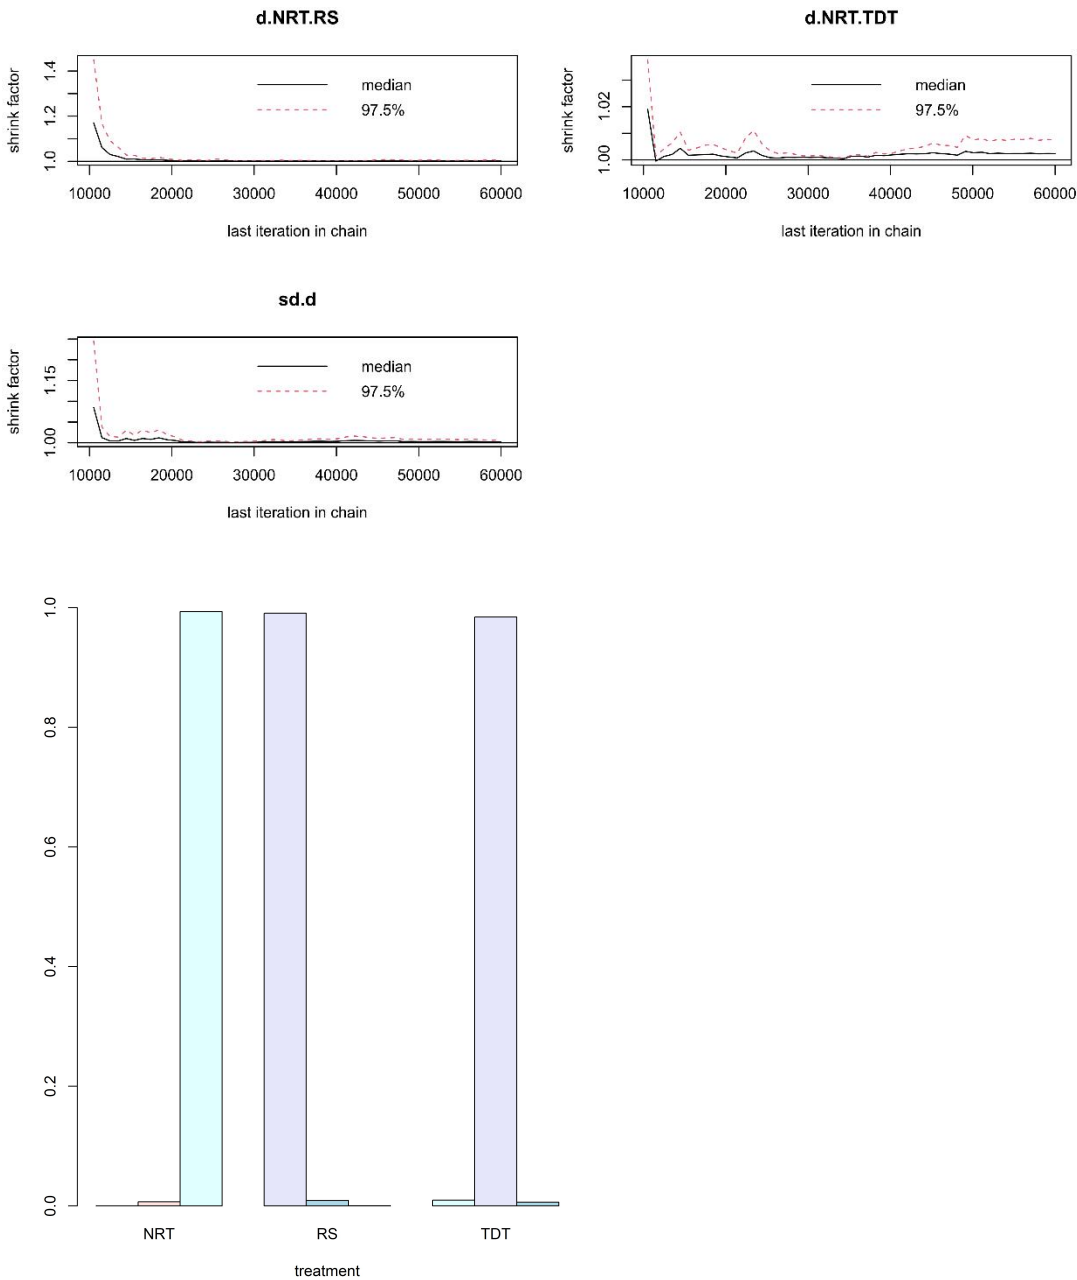 d.NRT.RS
shrink factor
1.0 1.2 1.4
median
97.5%
10000 20000 30000 40000 50000 60000
last iteration in chain
d.NRT.TDT
shrink factor
1.00 1.02
median
97.5%
10000 20000 30000 40000 50000 60000
last iteration in chain
sd.d
shrink factor
1.00 1.15
median
97.5%
10000 20000 30000 40000 50000 60000
last iteration in chain
0.0 0.2 0.4 0.6 0.8 1.0
NRT RS TDT
treatment